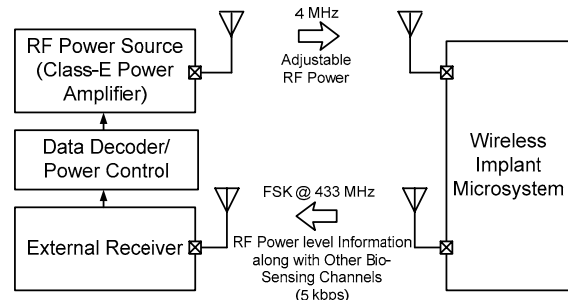 RF Power Source
(Class-E Power
Amplifier)
4 MHz
Adjustable
RF Power
Data Decoder/
Power Control
Wireless
Implant
Microsystem
External Receiver
FSK @ 433 MHz
RF Power level Information
along with Other Bio-
Sensing Channels
(5 kbps)